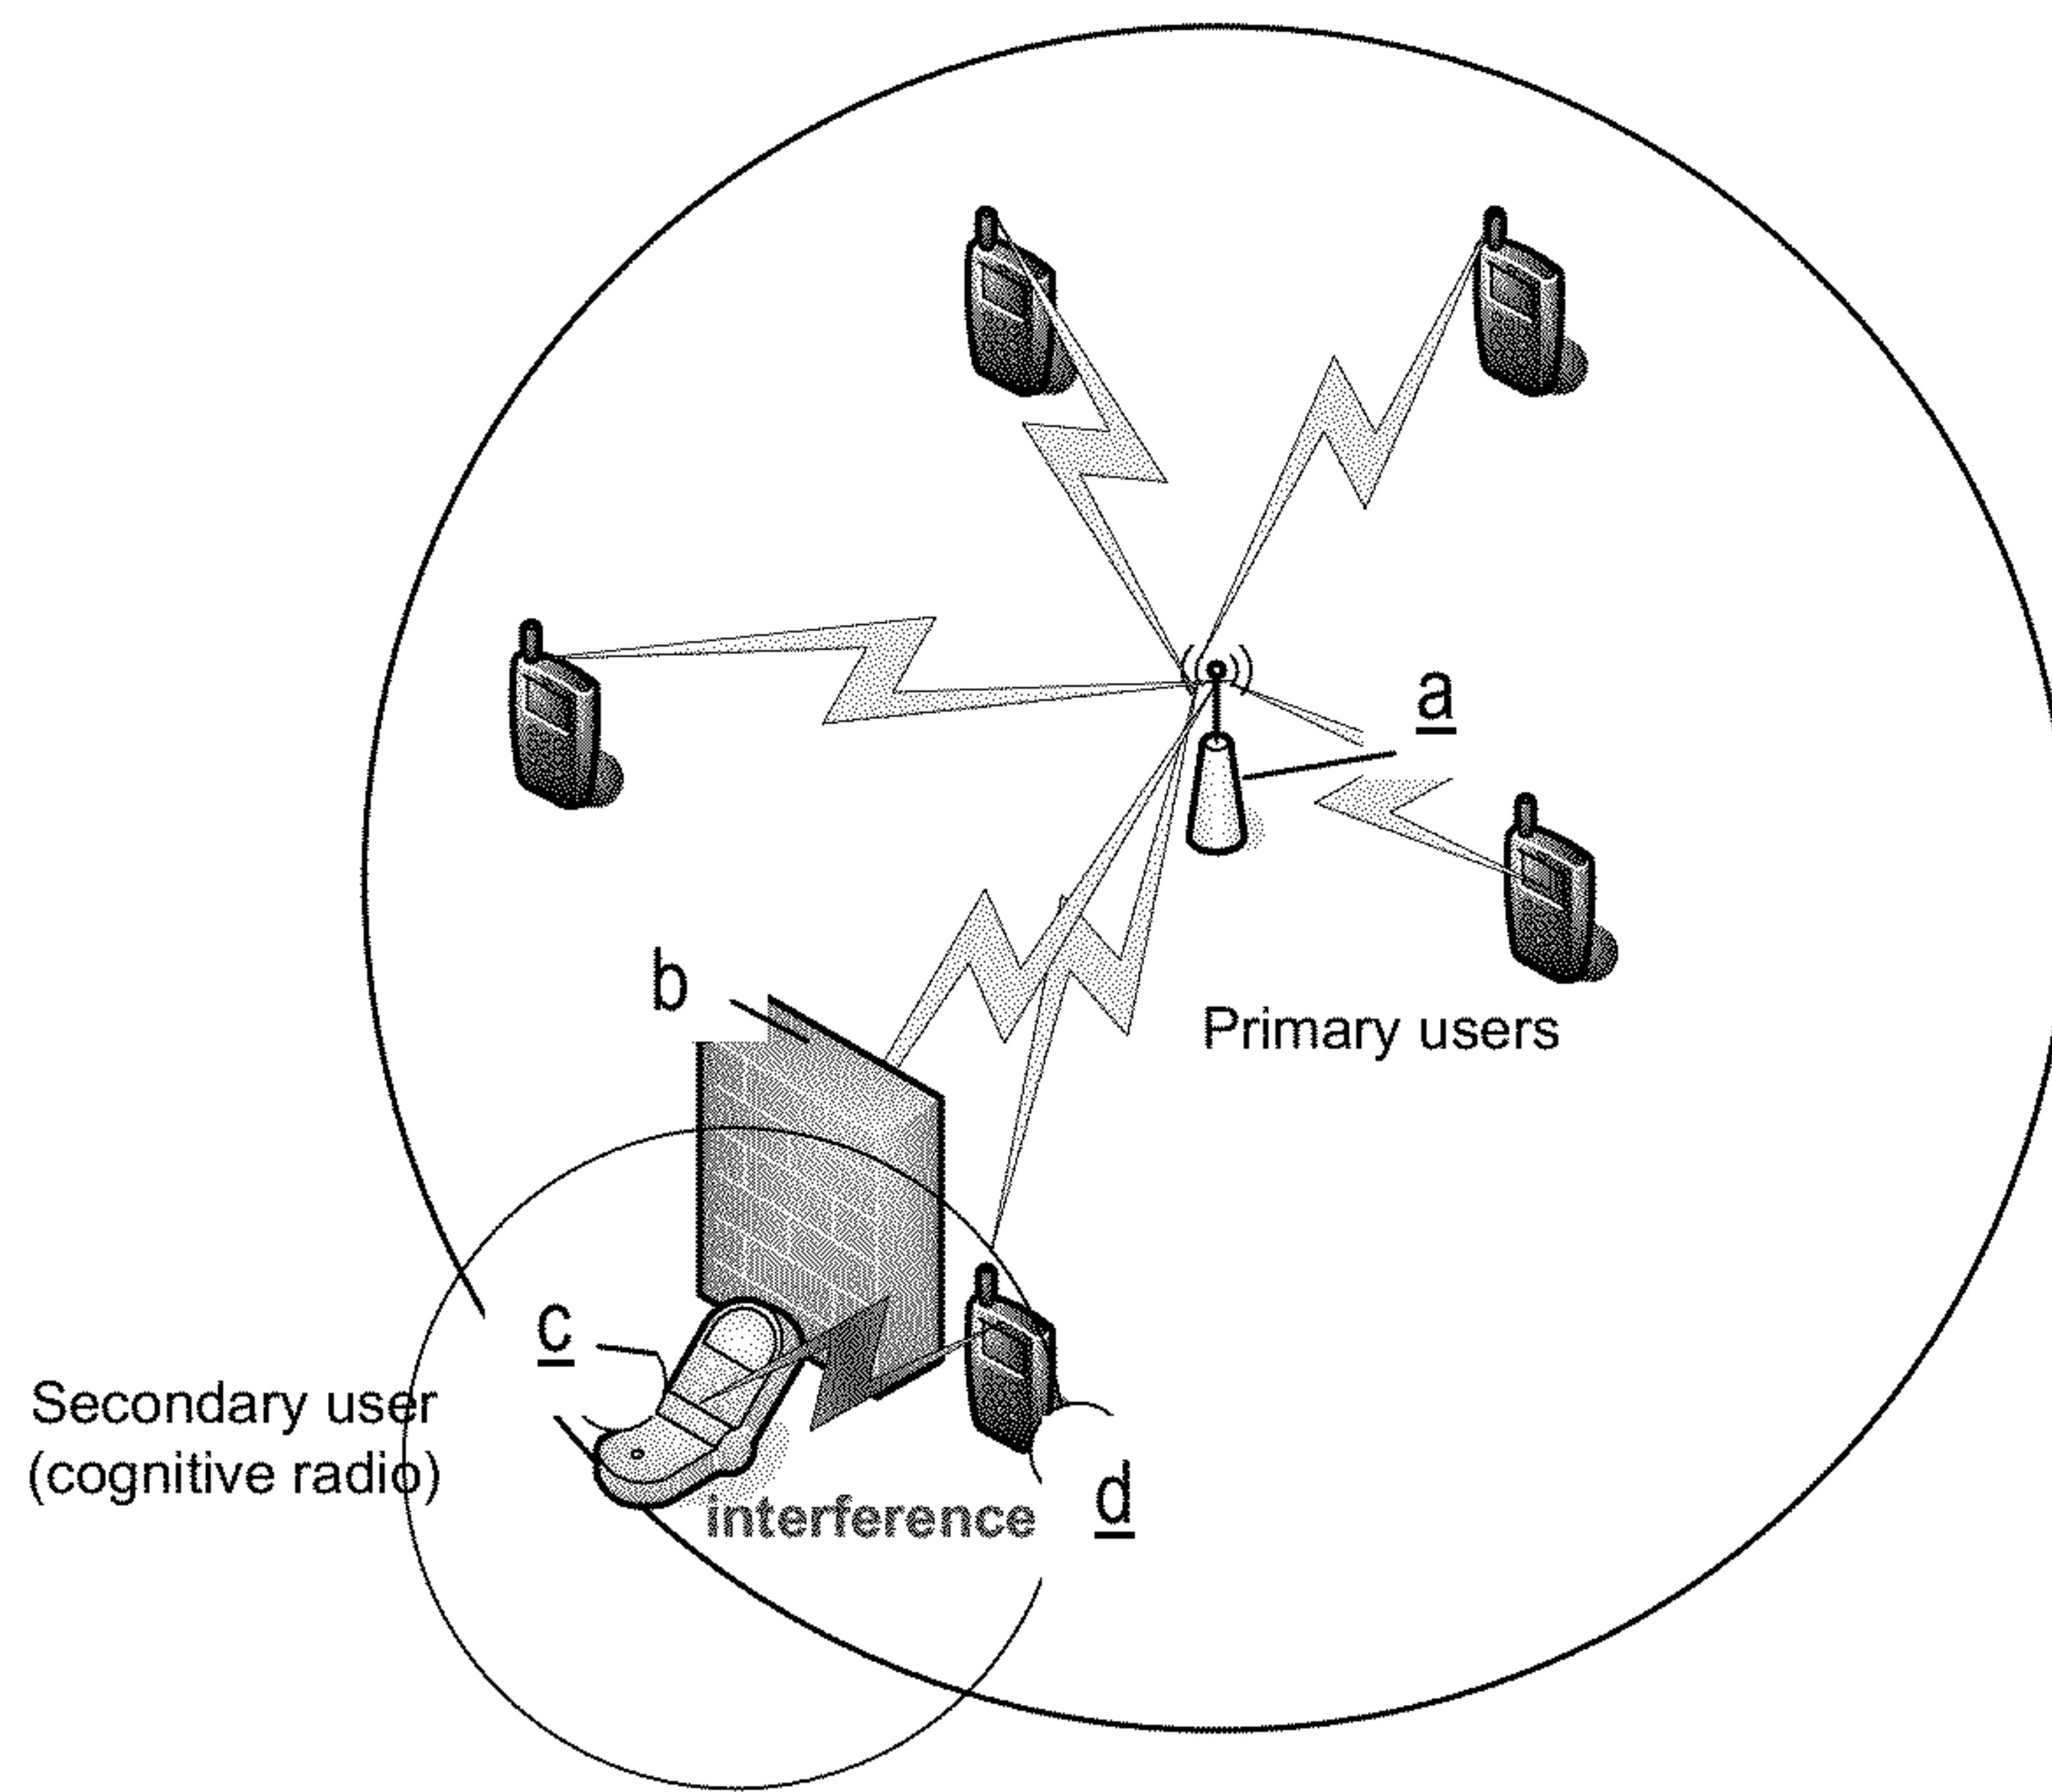 a
b
Primary users
c
Secondary user
(cognitive radio)
interference
d